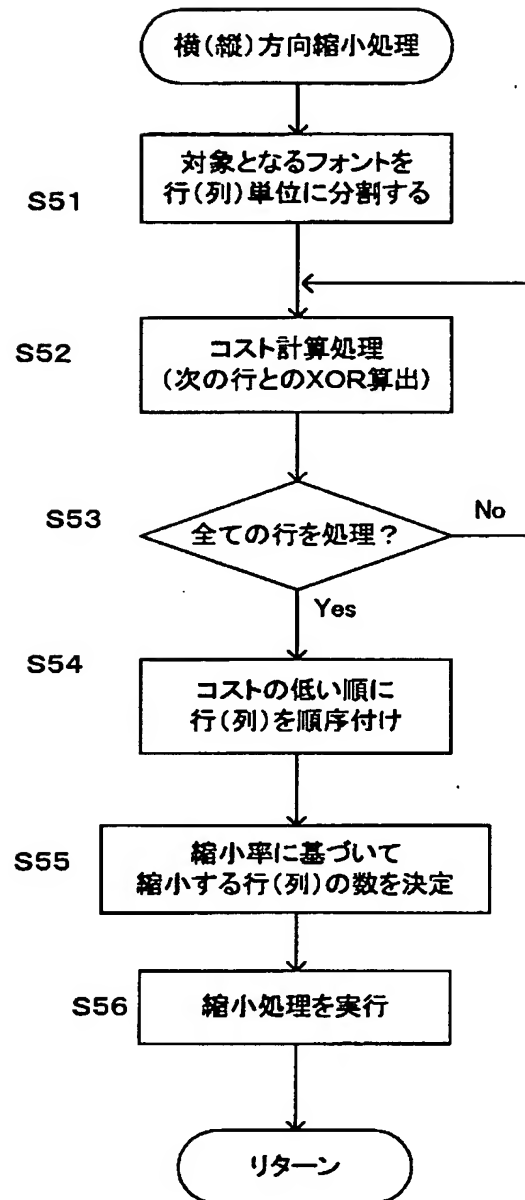 横(縦)方向縮小処理
S51
対象となるフォントを
行(列)単位に分割する
S52
コスト計算処理
(次の行とのXOR算出)
S53
全ての行を処理?
No
Yes
S54
コストの低い順に
行(列)を順序付け
S55
縮小率に基づいて
縮小する行(列)の数を決定
S56
縮小処理を実行
リターン